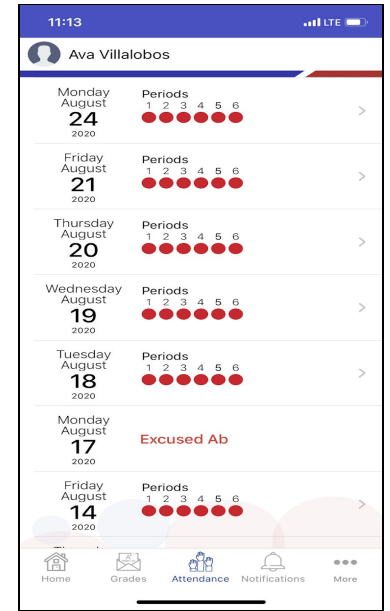 11:13
LTE
Ava Villalobos
Monday
August
24
2020
Periods
1 2 3 4 5 6
Friday
August
21
2020
Periods
1 2 3 4 5 6
Thursday
August
20
2020
Periods
1 2 3 4 5 6
Wednesday
August
19
2020
Periods
1 2 3 4 5 6
Tuesday
August
18
2020
Periods
1 2 3 4 5 6
Monday
August
17
2020
Excused Ab
Friday
August
14
2020
Periods
1 2 3 4 5 6
Home Grades Attendance Notifications More